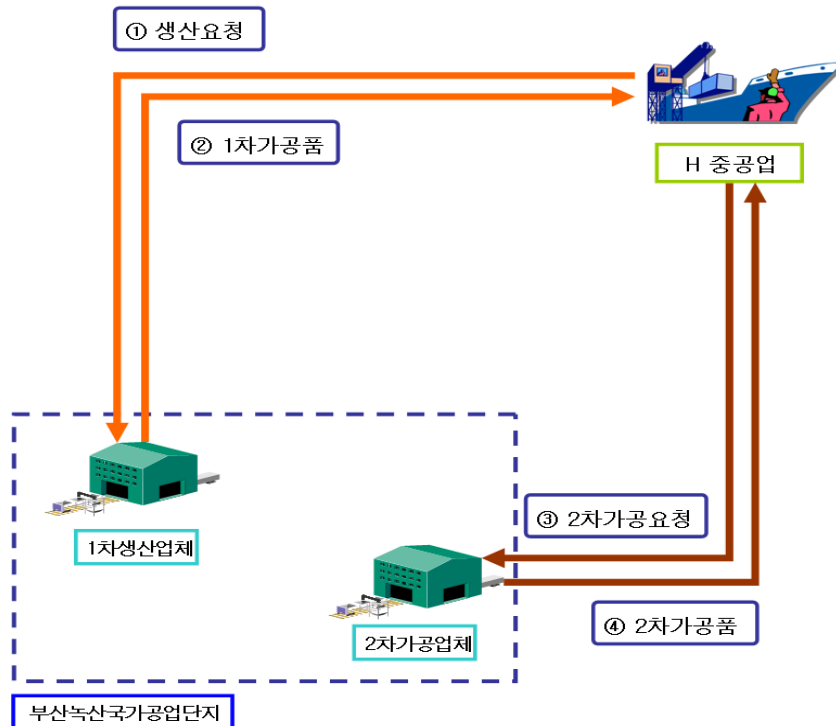 ① 생산요청
② 1차가공품
H 중공업
1차생산업체
③ 2차가공요청
2차가공업체
④ 2차가공품
부산녹산국가공업단지